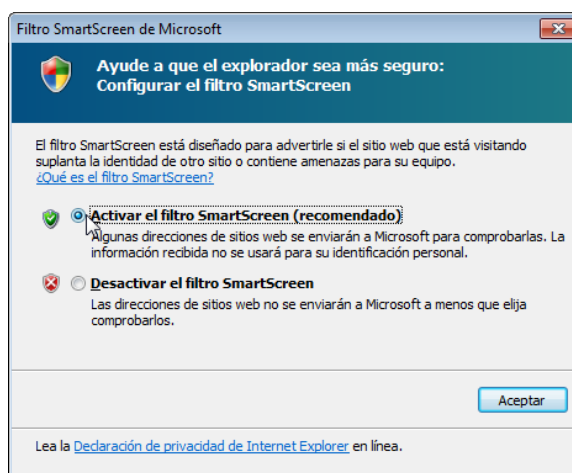 Filtro SmartScreen de Microsoft
Ayude a que el explorador sea más seguro:
Configurar el filtro SmartScreen
El filtro SmartScreen está diseñado para advertirle si el sitio web que está visitando
suplanta la identidad de otro sitio o contiene amenazas para su equipo.
¿Qué es el filtro SmartScreen?
Activar el filtro SmartScreen (recomendado)
Algunas direcciones de sitios web se enviarán a Microsoft para comprobarlas. La
información recibida no se usará para su identificación personal.
Desactivar el filtro SmartScreen
Las direcciones de sitios web no se enviarán a Microsoft a menos que elija
comprobarlos.
Aceptar
Lea la Declaración de privacidad de Internet Explorer en línea.